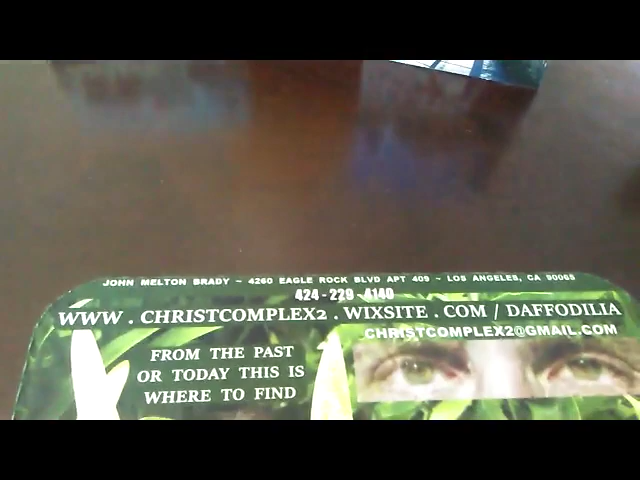 JOHN MELTON BRADY ~ 4260 EAGLE ROCK BLVD APT 409 ~ LOS ANGELES, CA 90065
424-229-4140
WWW . CHRISTCOMPLEX2 . WIXSITE . COM / DAFFODILIA
CHRISTCOMPLEX2@GMAIL.COM
FROM THE PAST
OR TODAY THIS IS
WHERE TO FIND